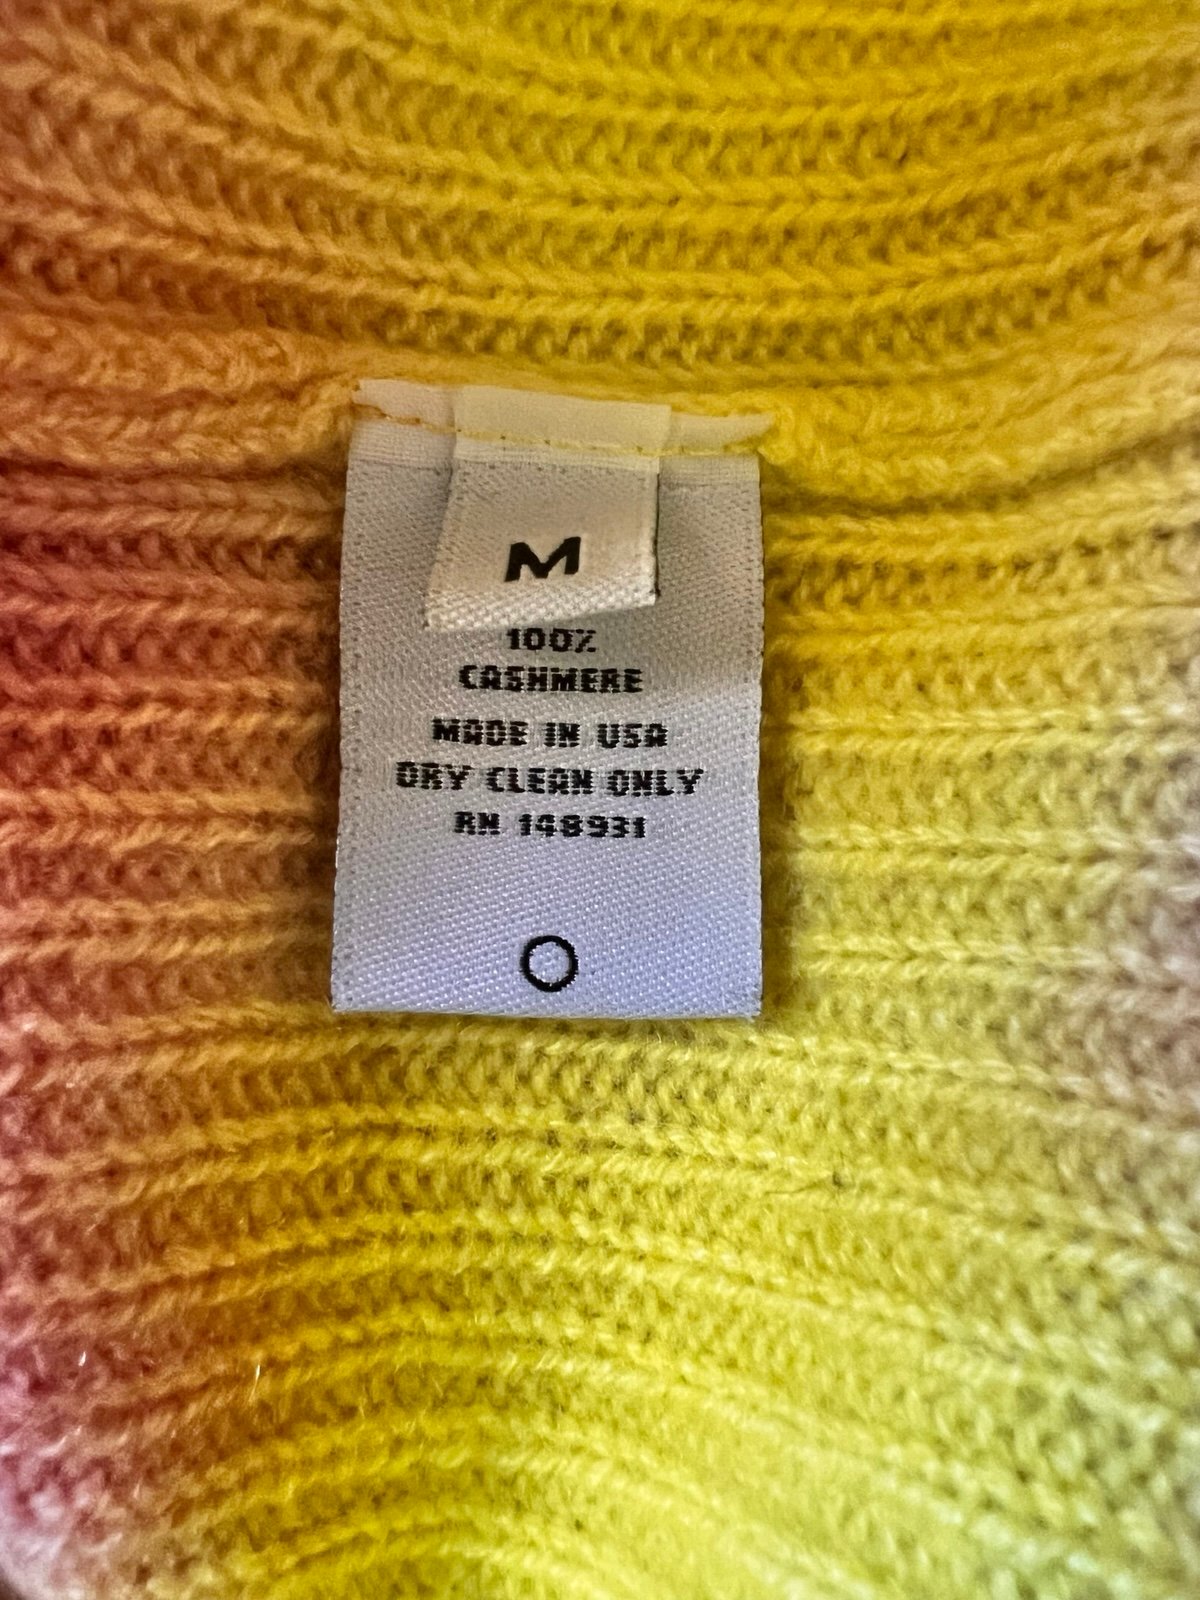 M
100%
CASHMERE
MADE IN USA
DRY CLEAN ONLY
RN 148931